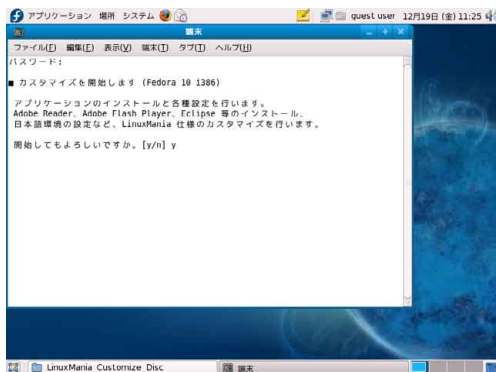 アプリケーション 場所 システム guest user 12月19日 (金) 11:25
端末
ファイル(F) 編集(E) 表示(V) 端末(T) タブ(T) ヘルプ(H)
パスワード:
■ カスタマイズを開始します (Fedora 10 i386)
アプリケーションのインストールと各種設定を行います。
Adobe Reader、Adobe Flash Player、Eclipse 等のインストール、
日本語環境の設定など、LinuxMania 仕様のカスタマイズを行います。
開始してもよろしいですか。[y/n] y
LinuxMania Customize Disc 端末